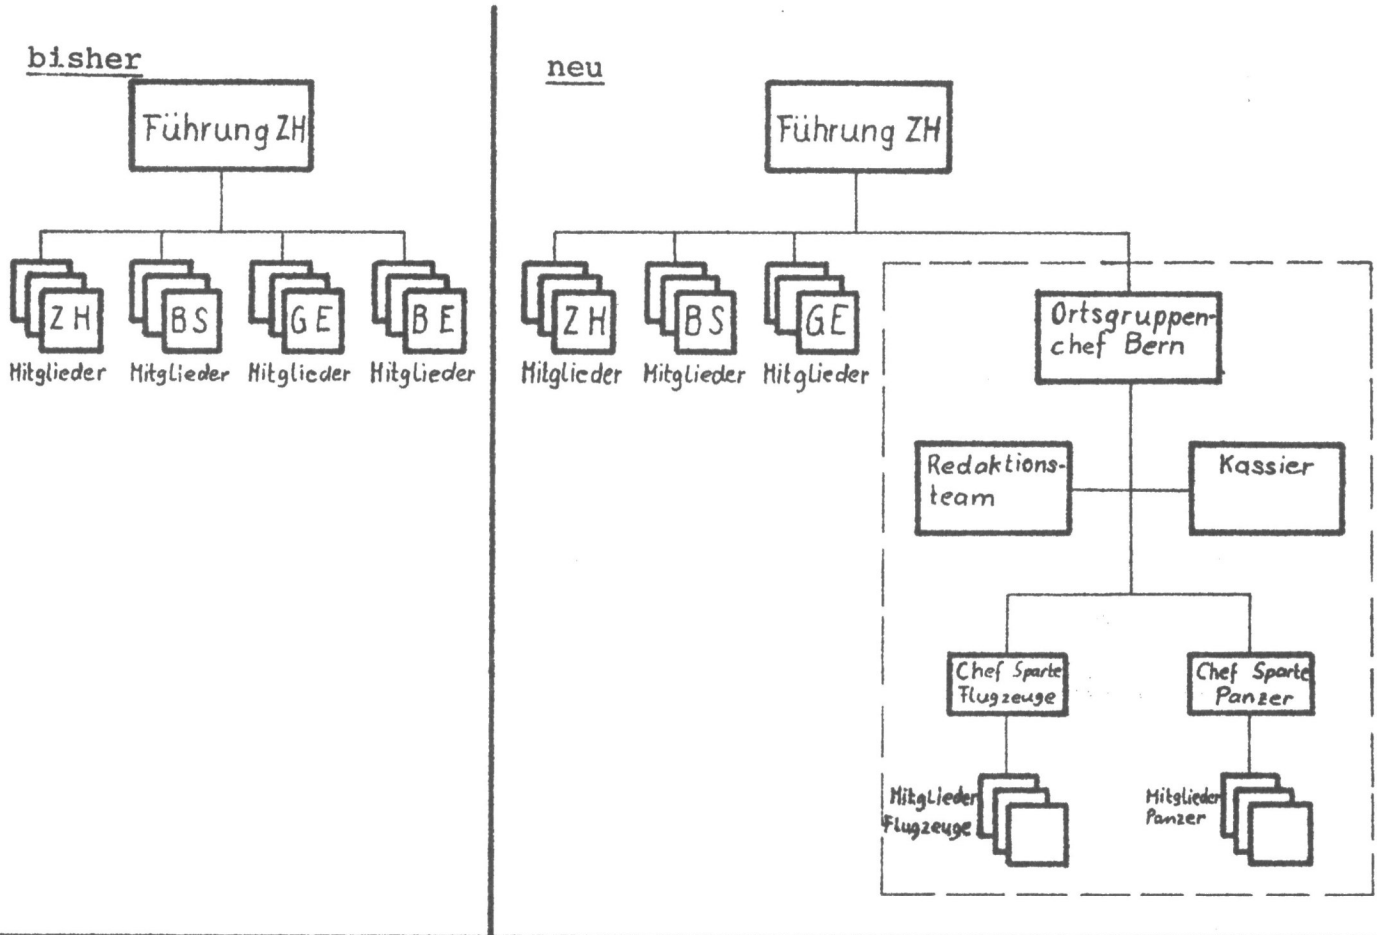 bisher
Führung ZH
ZH
BS
GE
BE
Mitglieder
Mitglieder
Mitglieder
Mitglieder
neu
Führung ZH
ZH
BS
GE
Mitglieder
Mitglieder
Mitglieder
Ortsgruppen-
chef Bern
Redaktions-
team
Kassier
Chef Sparte
Flugzeuge
Chef Sparte
Panzer
Mitglieder
Flugzeuge
Mitglieder
Panzer